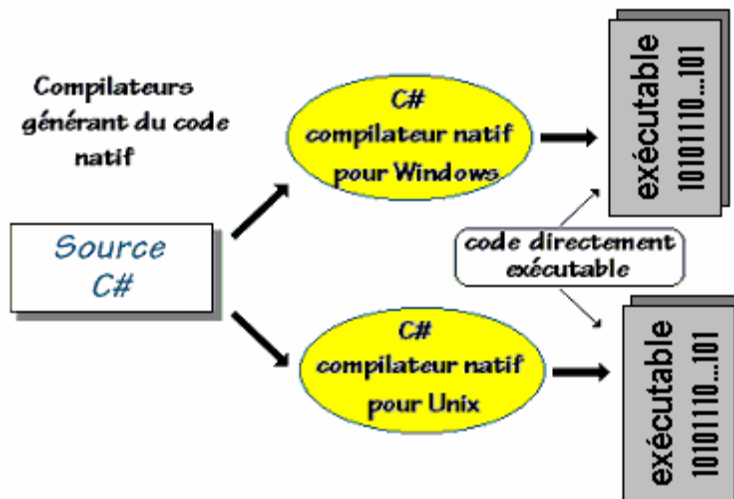 Compilateurs
générant du code
natif
C#
compilateur natif
pour Windows
exécutable
10101110...101
Source
C#
code directement
exécutable
C#
compilateur natif
pour Unix
exécutable
10101110...101